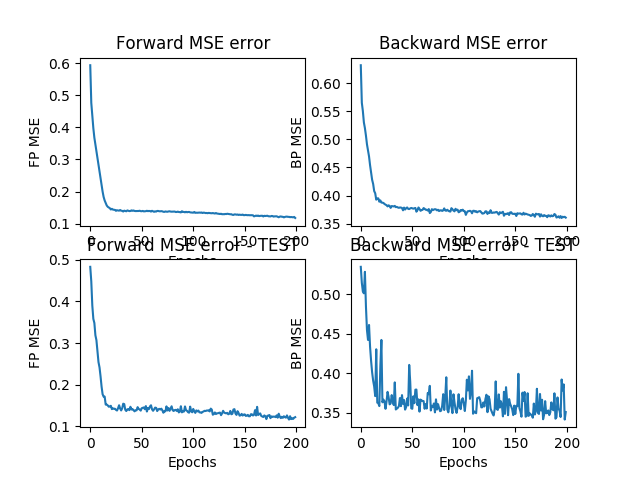 Forward MSE error
Backward MSE error
0.6
0.5
0.4
0.3
0.2
0.1
FP MSE
0 50 100 150 200
Epochs
0.60
0.55
0.50
0.45
0.40
0.35
BP MSE
0 50 100 150 200
Epochs
Forward MSE error - TEST
Backward MSE error - TEST
0.5
0.4
0.3
0.2
0.1
FP MSE
0 50 100 150 200
Epochs
0.50
0.45
0.40
0.35
BP MSE
0 50 100 150 200
Epochs